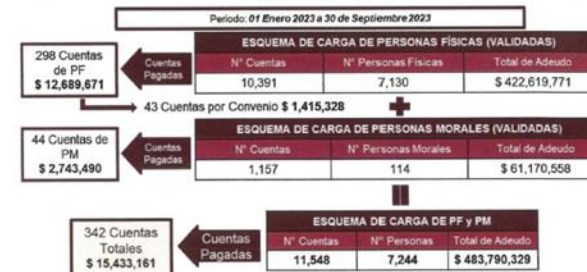 Periodo: 01 Enero 2023 a 30 de Septiembre 2023
298 Cuentas
de PF
$ 12,689,671
Cuentas
Pagadas
ESQUEMA DE CARGA DE PERSONAS FÍSICAS (VALIDADAS)
N° Cuentas N° Personas Físicas Total de Adeudo
10,391 7,130 $ 422,619,771
43 Cuentas por Convenio $ 1,415,328
44 Cuentas de
PM
$ 2,743,490
Cuentas
Pagadas
ESQUEMA DE CARGA DE PERSONAS MORALES (VALIDADAS)
N° Cuentas N° Personas Morales Total de Adeudo
1,157 114 $ 61,170,558
342 Cuentas
Totales
$ 15,433,161
Cuentas
Pagadas
ESQUEMA DE CARGA DE PF y PM
N° Cuentas N° Personas Total de Adeudo
11,548 7,244 $ 483,790,329